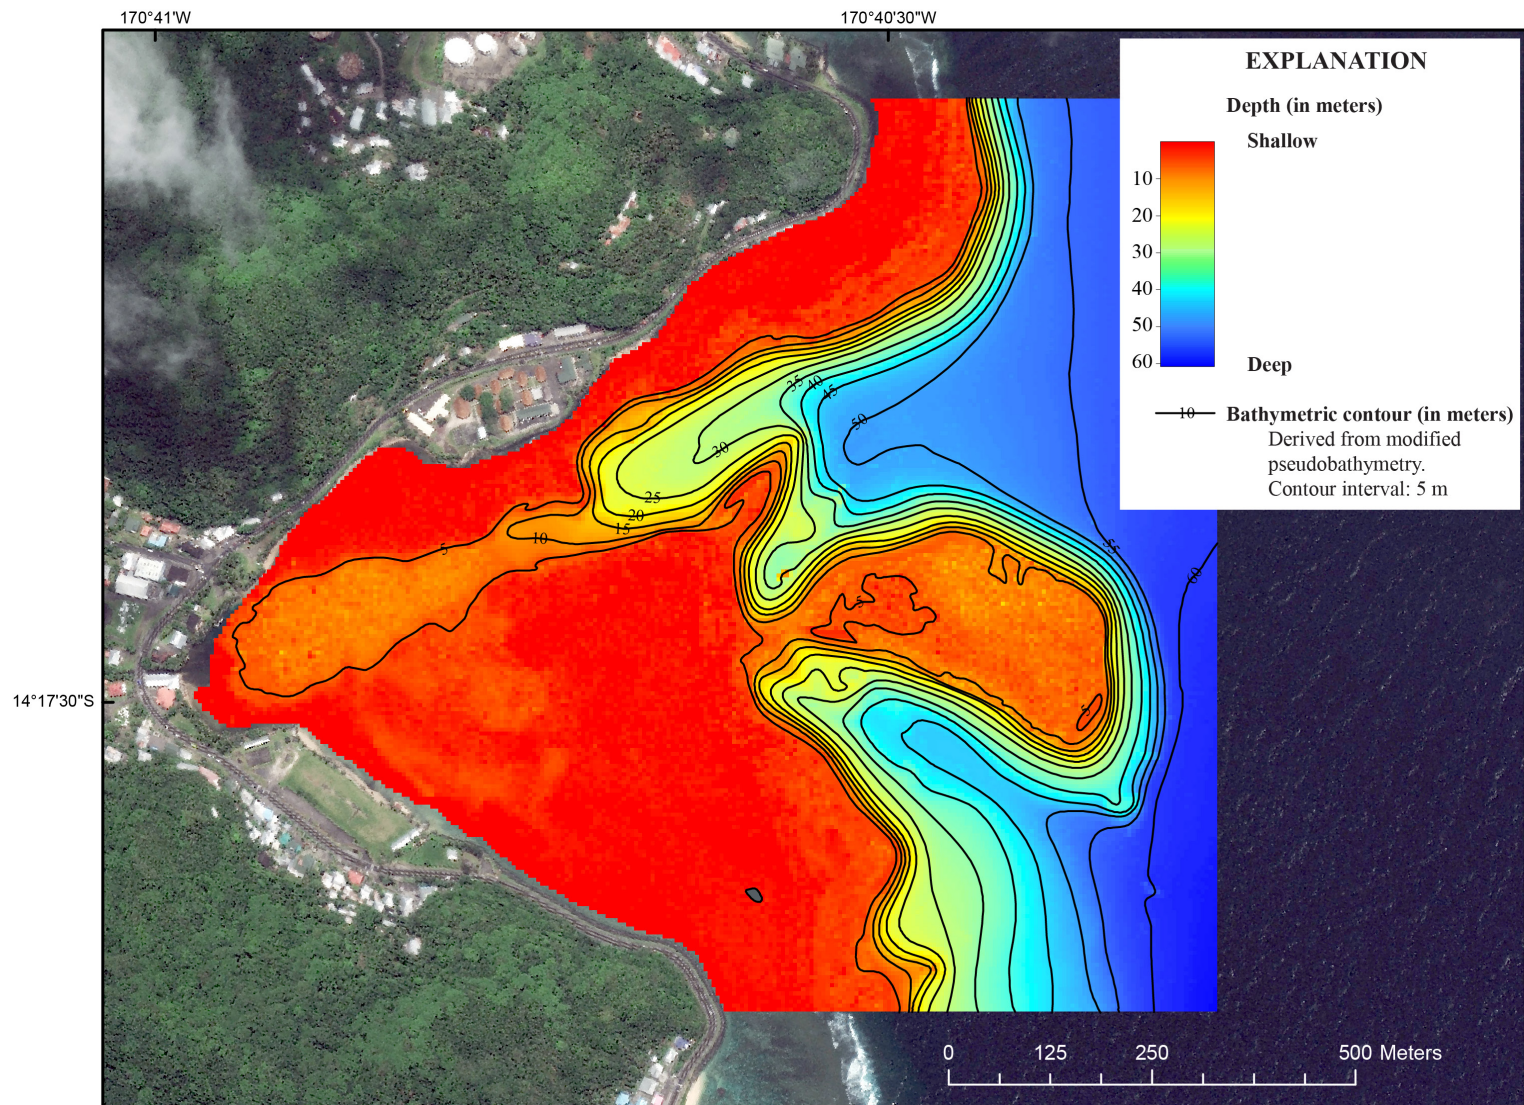 170°41'W
170°40'30"W
EXPLANATION
Depth (in meters)
Shallow
10
20
30
40
50
60
Deep
10 Bathymetric contour (in meters)
Derived from modified
pseudobathymetry.
Contour interval: 5 m
35
40
45
50
30
25
20
15
10
5
55
60
5
5
14°17'30"S
0 125 250 500 Meters